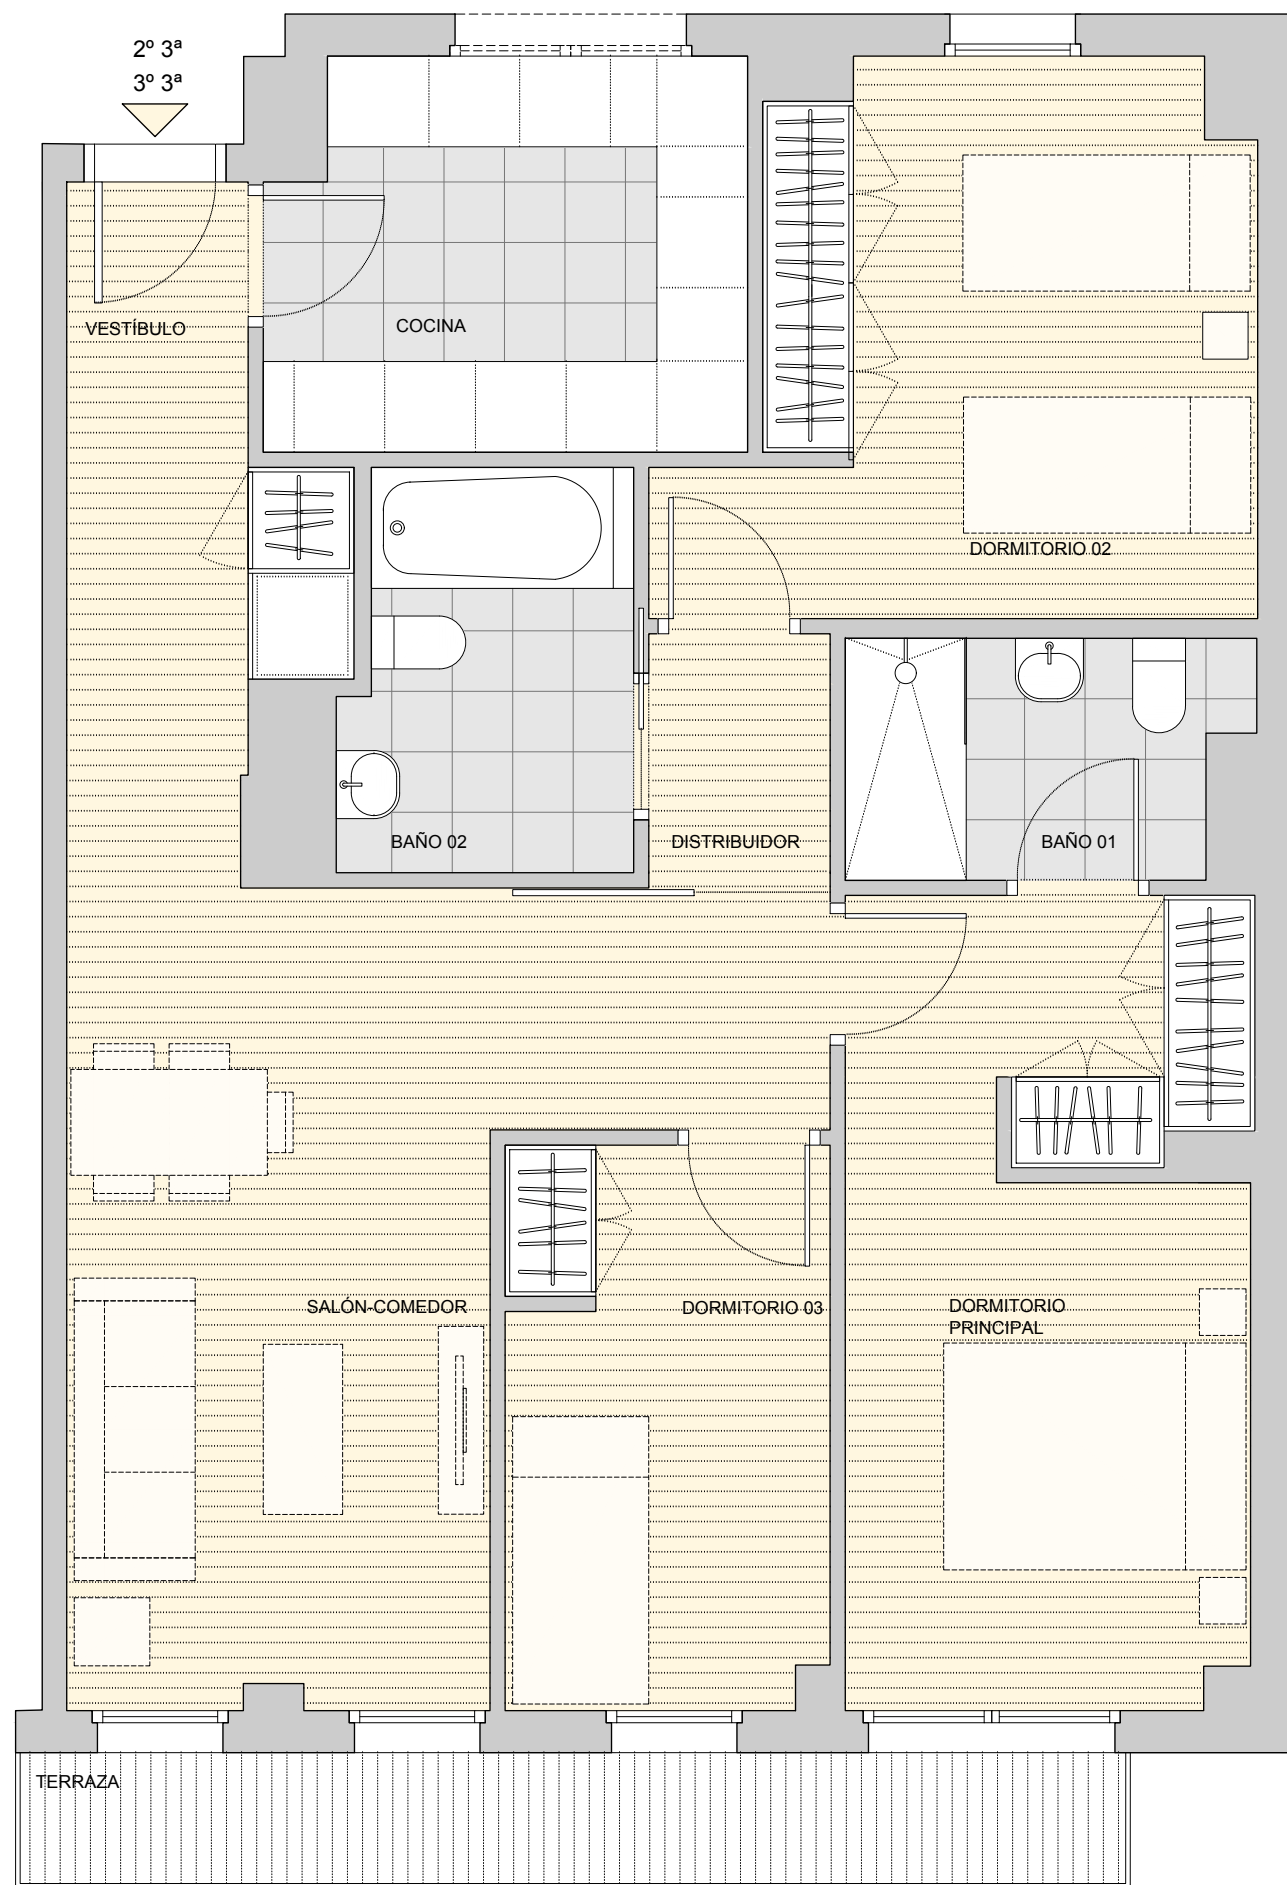 2º 3ª
3º 3ª
VESTÍBULO
COCINA
DORMITORIO 02
BAÑO 02
DISTRIBUIDOR
BAÑO 01
SALÓN-COMEDOR
DORMITORIO 03
DORMITORIO
PRINCIPAL
TERRAZA